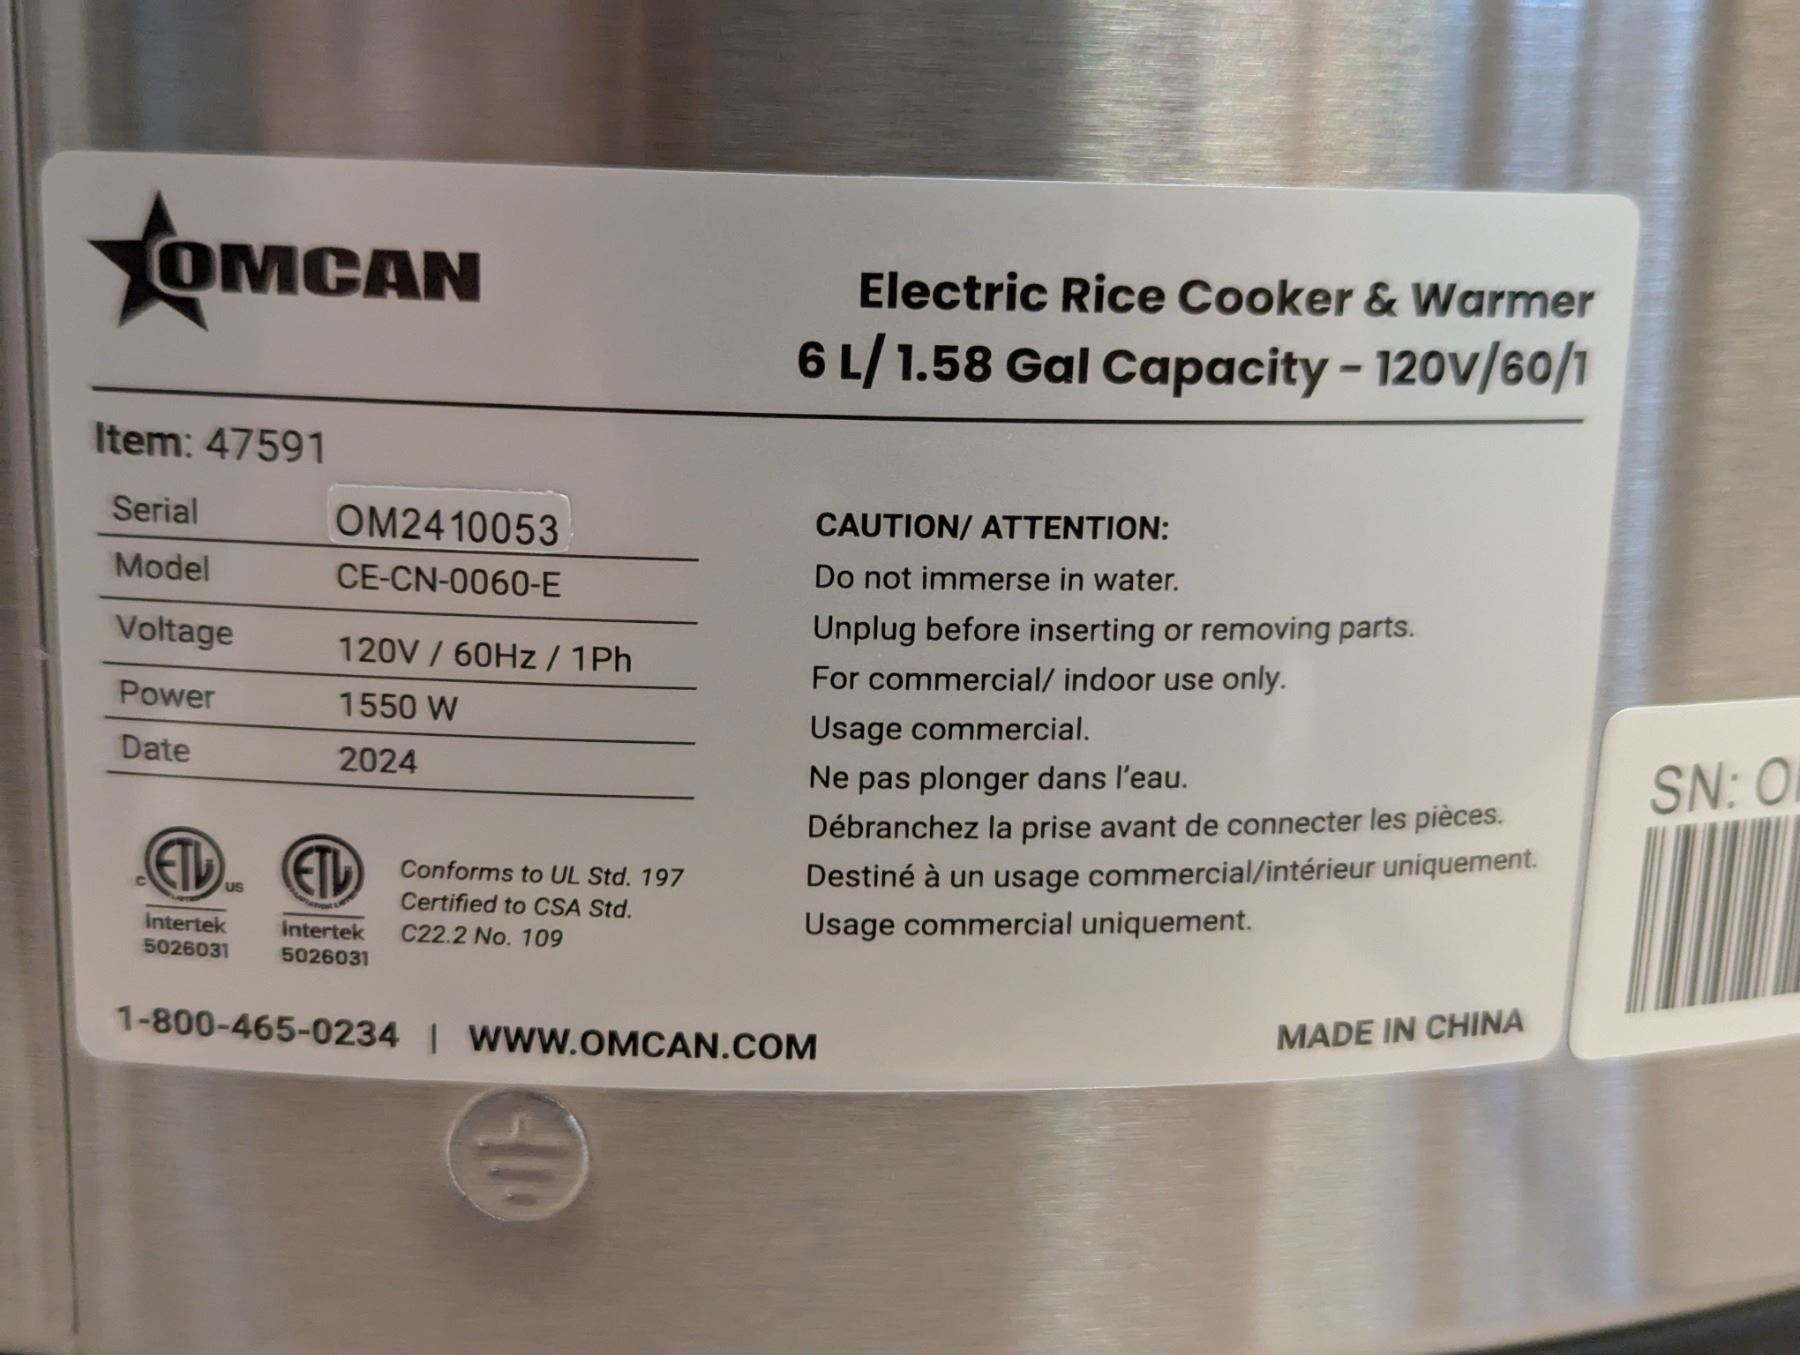 OMCAN
Electric Rice Cooker & Warmer
6 L/ 1.58 Gal Capacity - 120V/60/1
Item: 47591
Serial OM2410053
Model CE-CN-0060-E
Voltage 120V / 60Hz / 1Ph
Power 1550 W
Date 2024
CAUTION/ ATTENTION:
Do not immerse in water.
Unplug before inserting or removing parts.
For commercial/ indoor use only.
Usage commercial.
Ne pas plonger dans l'eau.
Débranchez la prise avant de connecter les pièces.
Destiné à un usage commercial/intérieur uniquement.
Usage commercial uniquement.
c ETL us
Intertek
5026031
ETL
Intertek
5026031
Conforms to UL Std. 197
Certified to CSA Std.
C22.2 No. 109
1-800-465-0234 | WWW.OMCAN.COM
MADE IN CHINA
SN: O